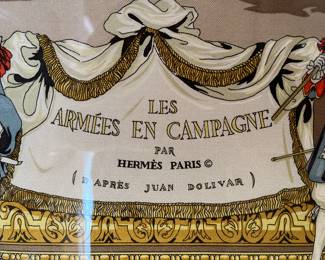 LES
ARMÉES EN CAMPAGNE
PAR
HERMÈS PARIS ©
( D'APRÈS JUAN DOLIVAR )